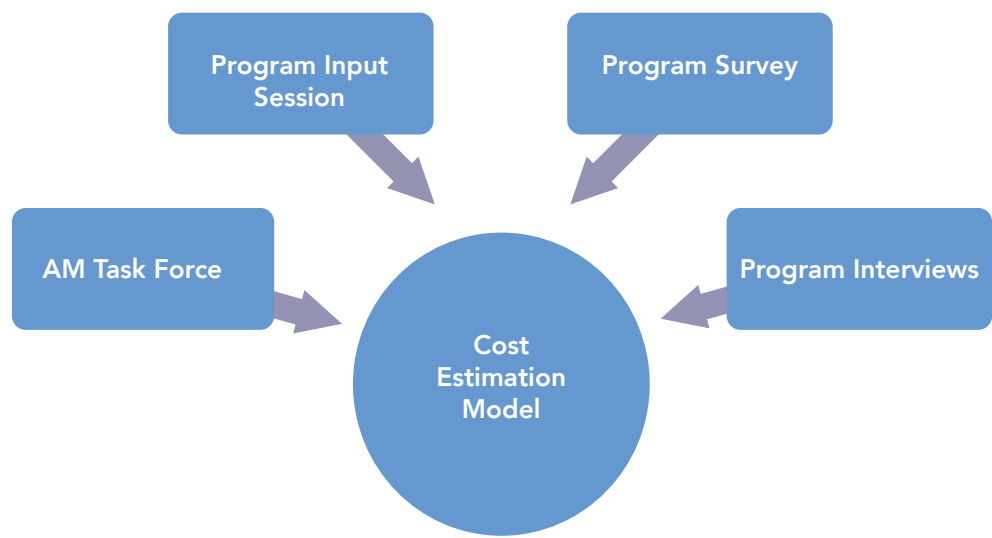 Program Input
Session
Program Survey
AM Task Force
Program Interviews
Cost
Estimation
Model